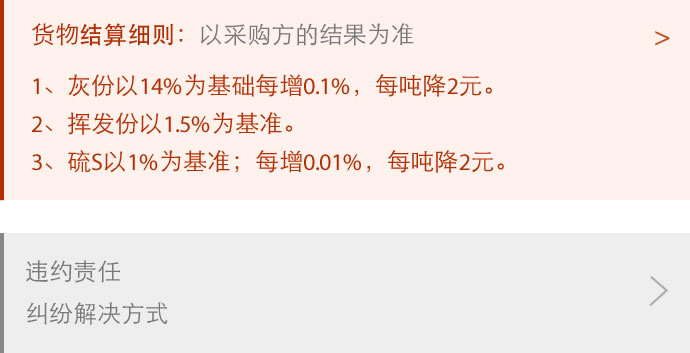 货物结算细则：以采购方的结果为准 >
1、灰份以14%为基础每增0.1%，每吨降2元。
2、挥发份以1.5%为基准。
3、硫S以1%为基准；每增0.01%，每吨降2元。
违约责任
纠纷解决方式